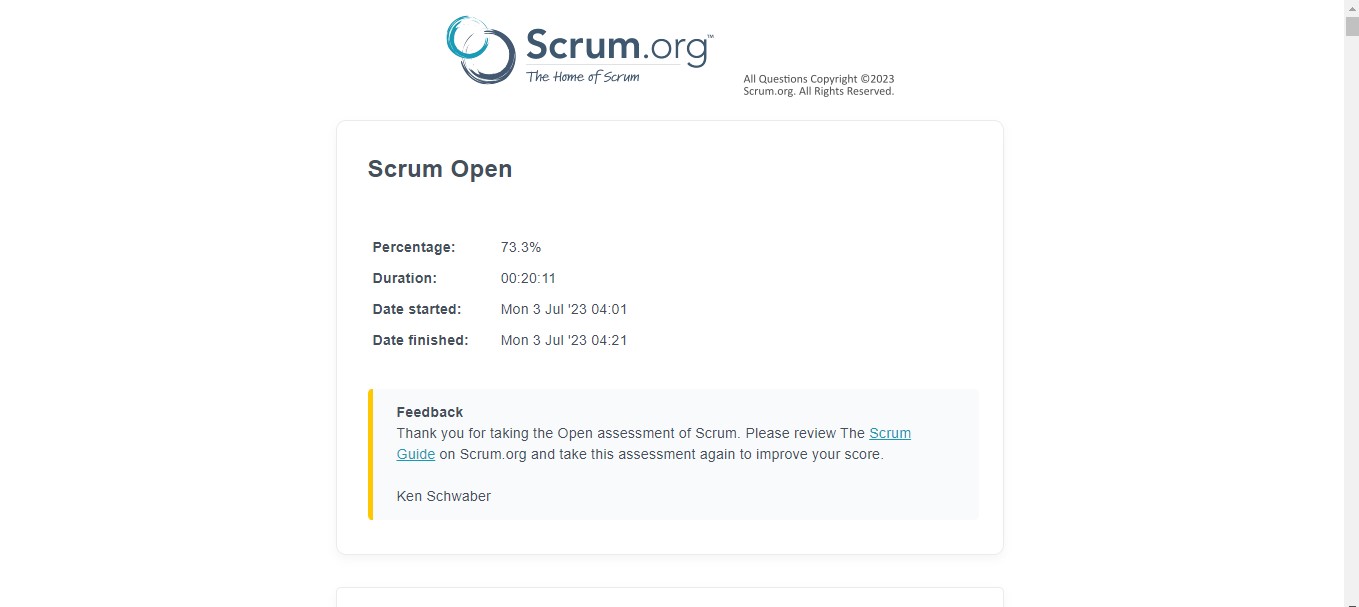 Scrum.org™
The Home of Scrum
All Questions Copyright ©2023
Scrum.org. All Rights Reserved.
Scrum Open
Percentage: 73.3%
Duration: 00:20:11
Date started: Mon 3 Jul '23 04:01
Date finished: Mon 3 Jul '23 04:21
Feedback
Thank you for taking the Open assessment of Scrum. Please review The Scrum
Guide on Scrum.org and take this assessment again to improve your score.
Ken Schwaber